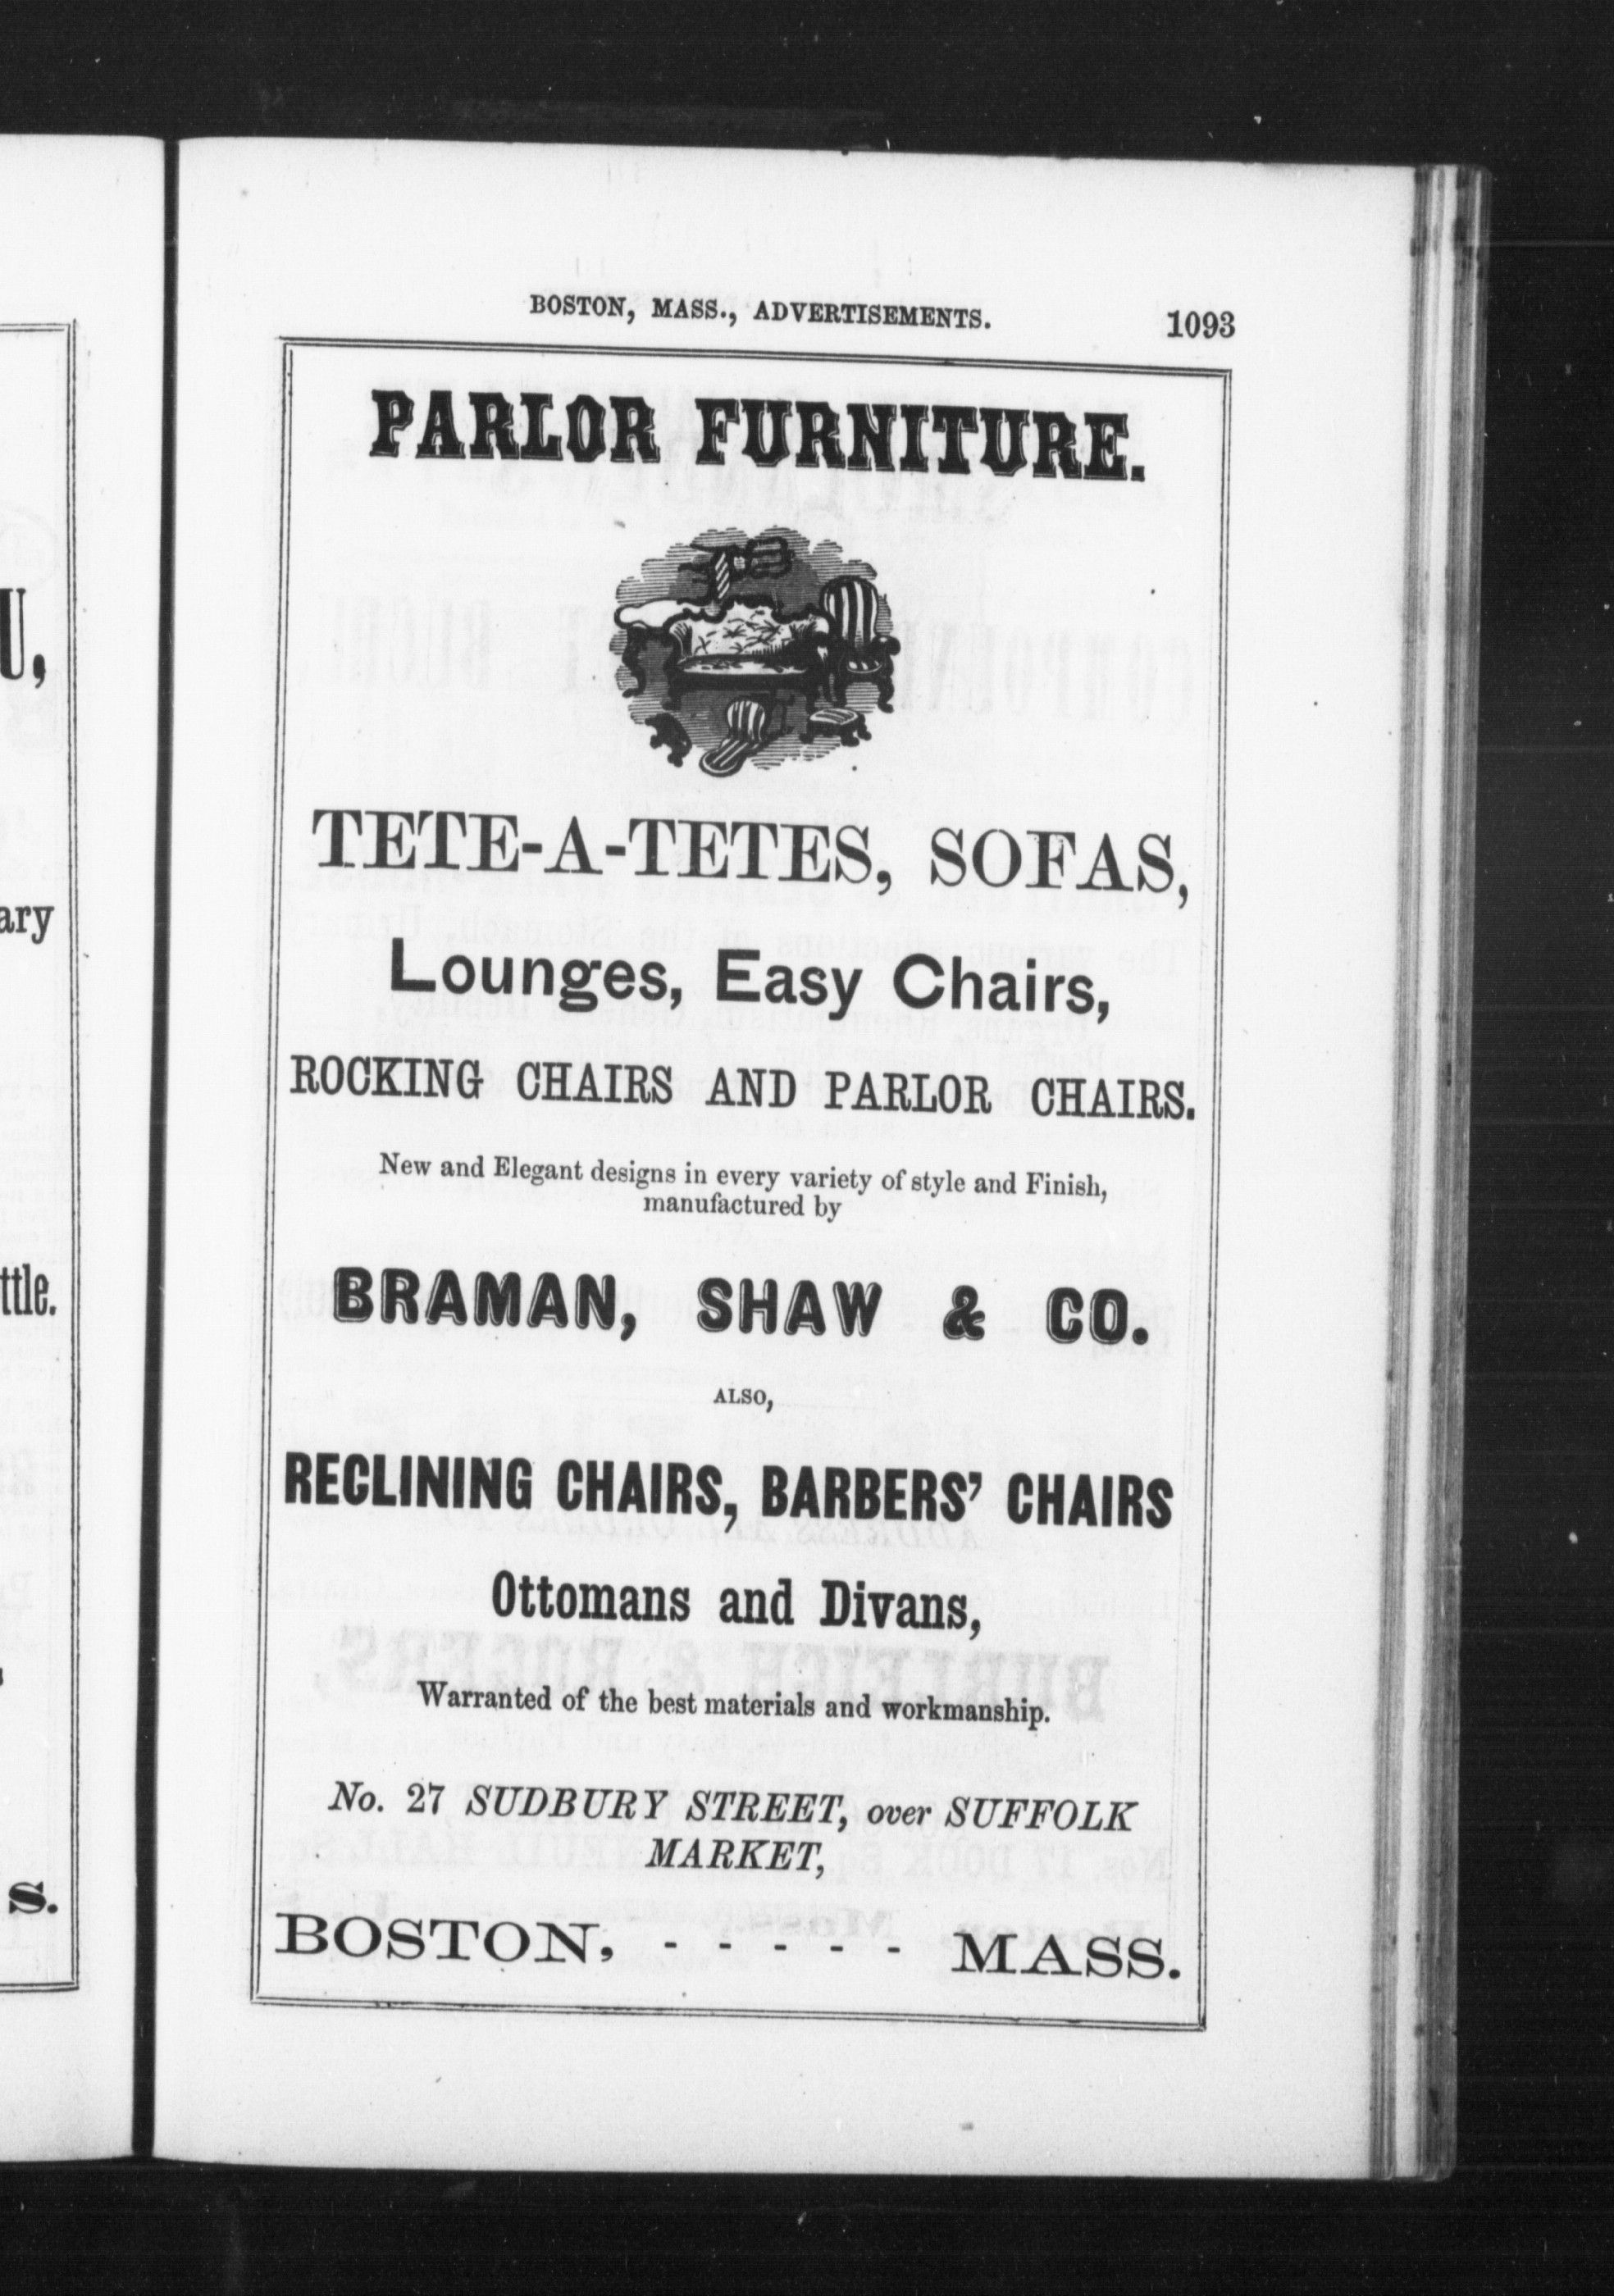 BOSTON, MASS., ADVERTISEMENTS. 1093
PARLOR FURNITURE.
TETE-A-TETES, SOFAS,
Lounges, Easy Chairs,
ROCKING CHAIRS AND PARLOR CHAIRS.
New and Elegant designs in every variety of style and Finish,
manufactured by
BRAMAN, SHAW & CO.
ALSO,
RECLINING CHAIRS, BARBERS' CHAIRS
Ottomans and Divans,
Warranted of the best materials and workmanship.
No. 27 SUDBURY STREET, over SUFFOLK
MARKET,
BOSTON, - - - - - MASS.